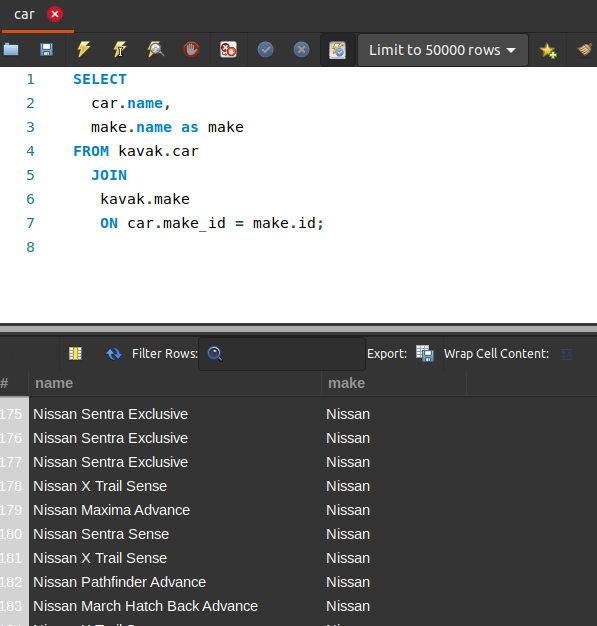 car
Limit to 50000 rows
1 SELECT
2 car.name,
3 make.name as make
4 FROM kavak.car
5 JOIN
6 kavak.make
7 ON car.make_id = make.id;
8
Filter Rows: Export: Wrap Cell Content:
# name make
175 Nissan Sentra Exclusive Nissan
176 Nissan Sentra Exclusive Nissan
177 Nissan Sentra Exclusive Nissan
178 Nissan X Trail Sense Nissan
179 Nissan Maxima Advance Nissan
180 Nissan Sentra Sense Nissan
181 Nissan X Trail Sense Nissan
182 Nissan Pathfinder Advance Nissan
183 Nissan March Hatch Back Advance Nissan